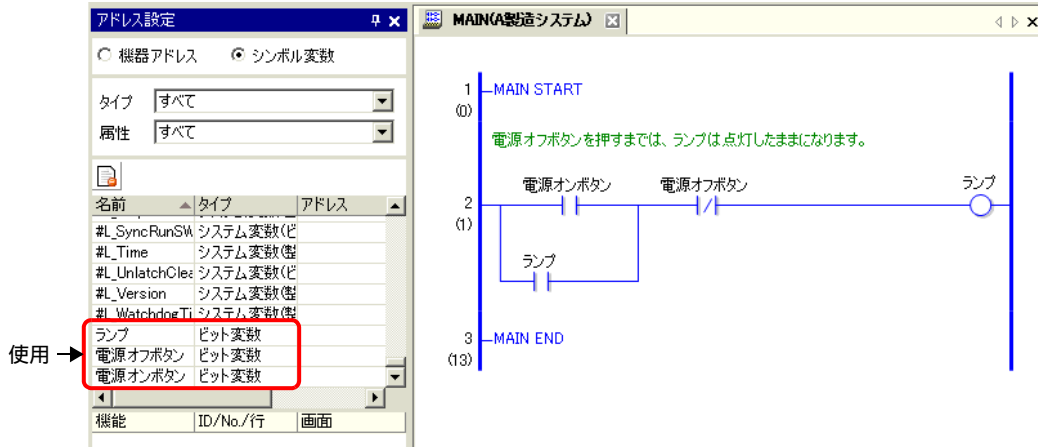 アドレス設定
機器アドレス シンボル変数
タイプ すべて
属性 すべて
名前 タイプ アドレス
#L_SyncRunSW システム変数(ビ
#L_Time システム変数(整
#L_UnlatchClea システム変数(ビ
#L_Version システム変数(整
#L_WatchdogTi システム変数(整
ランプ ビット変数
電源オフボタン ビット変数
電源オンボタン ビット変数
機能 ID/No./行 画面
使用
MAIN(A製造システム)
1 MAIN START
(0)
電源オフボタンを押すまでは、ランプは点灯したままになります。
電源オンボタン 電源オフボタン ランプ
2
(1)
ランプ
3 MAIN END
(13)